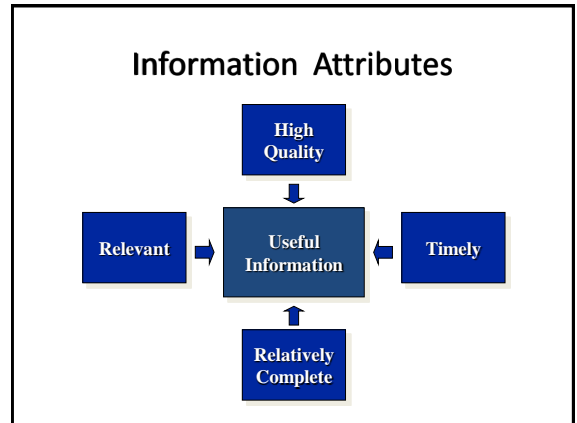 Information Attributes
High
Quality
Relevant
Useful
Information
Timely
Relatively
Complete